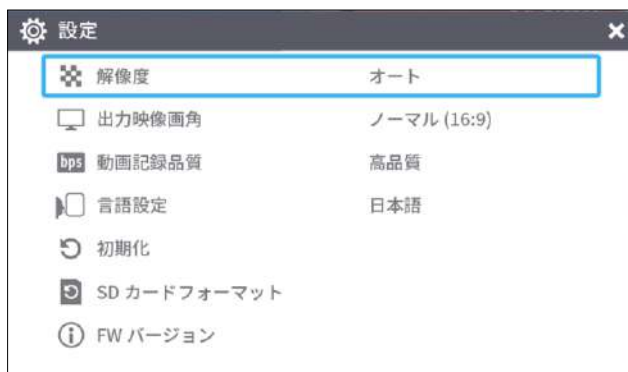 設定
解像度 オート
出力映像画角 ノーマル (16:9)
bps 動画記録品質 高品質
言語設定 日本語
初期化
SD カードフォーマット
FW バージョン